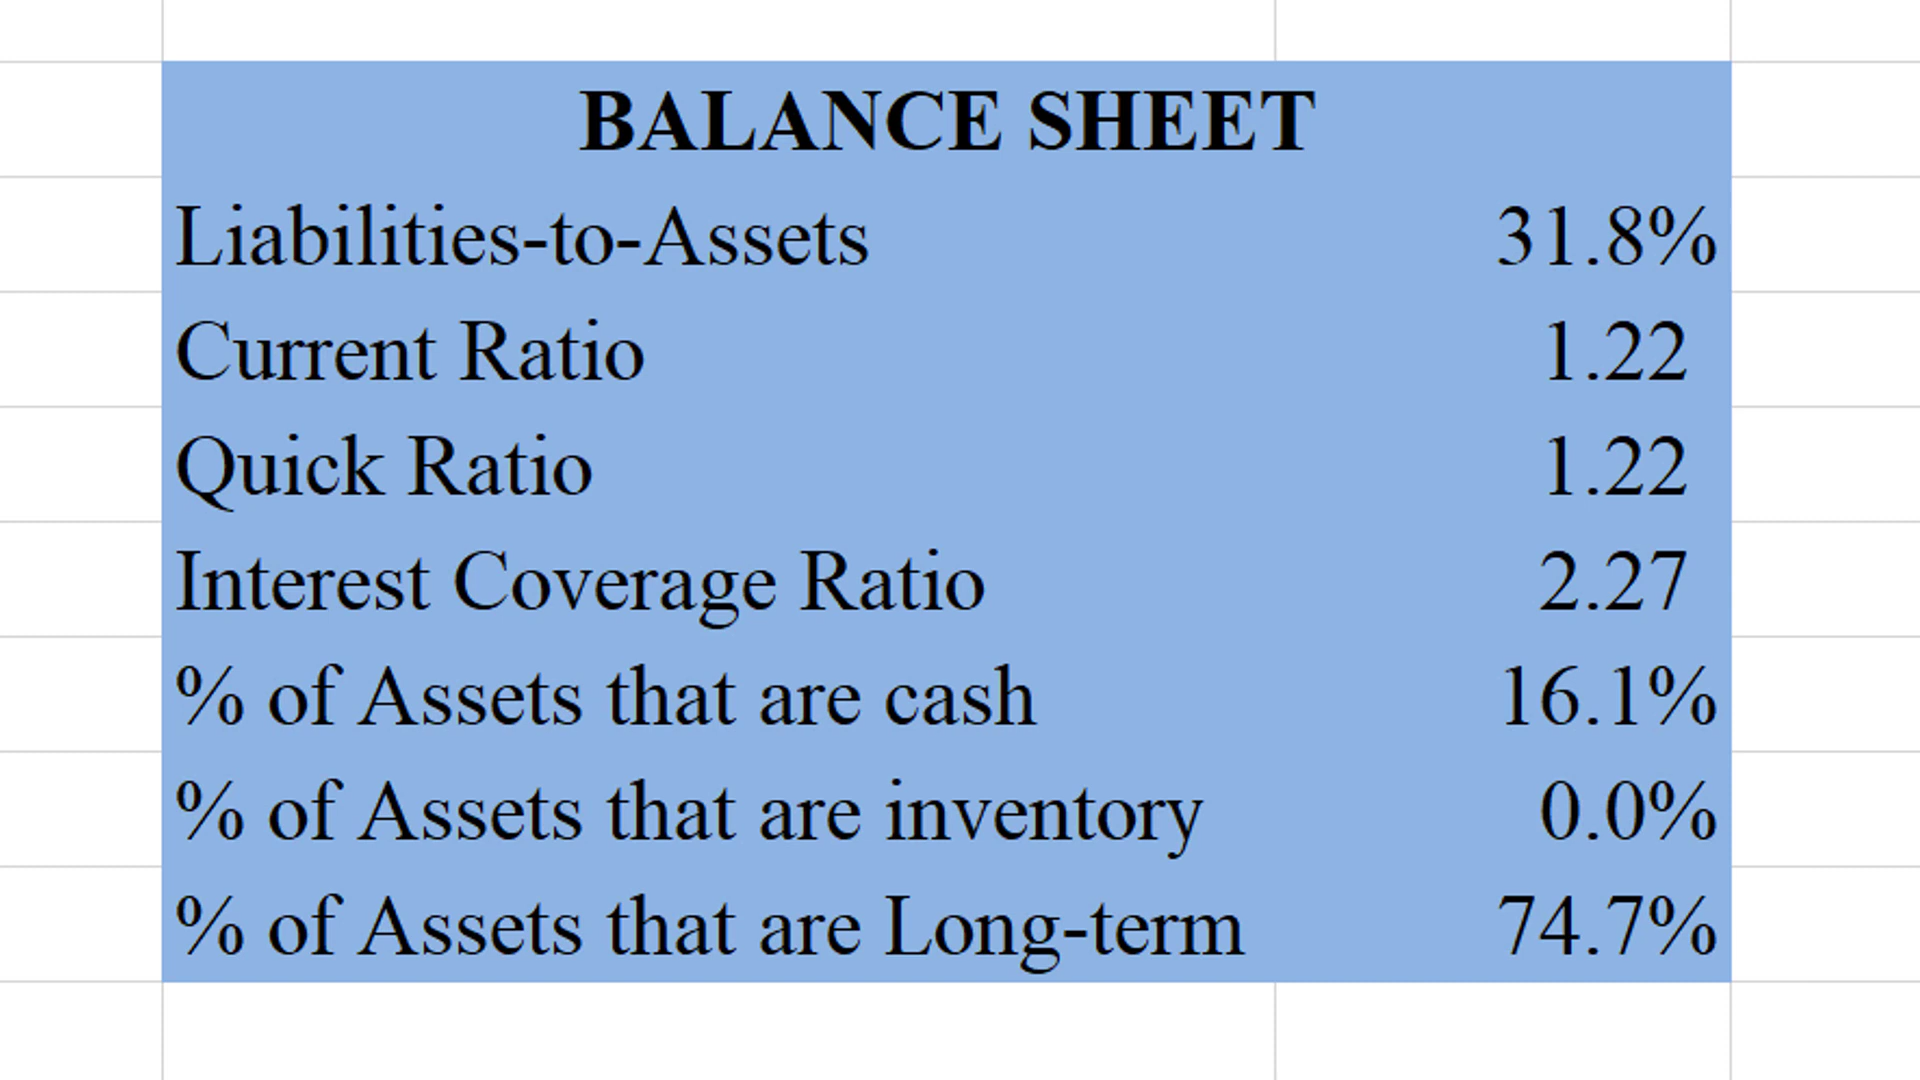 BALANCE SHEET
Liabilities-to-Assets 31.8%
Current Ratio 1.22
Quick Ratio 1.22
Interest Coverage Ratio 2.27
% of Assets that are cash 16.1%
% of Assets that are inventory 0.0%
% of Assets that are Long-term 74.7%